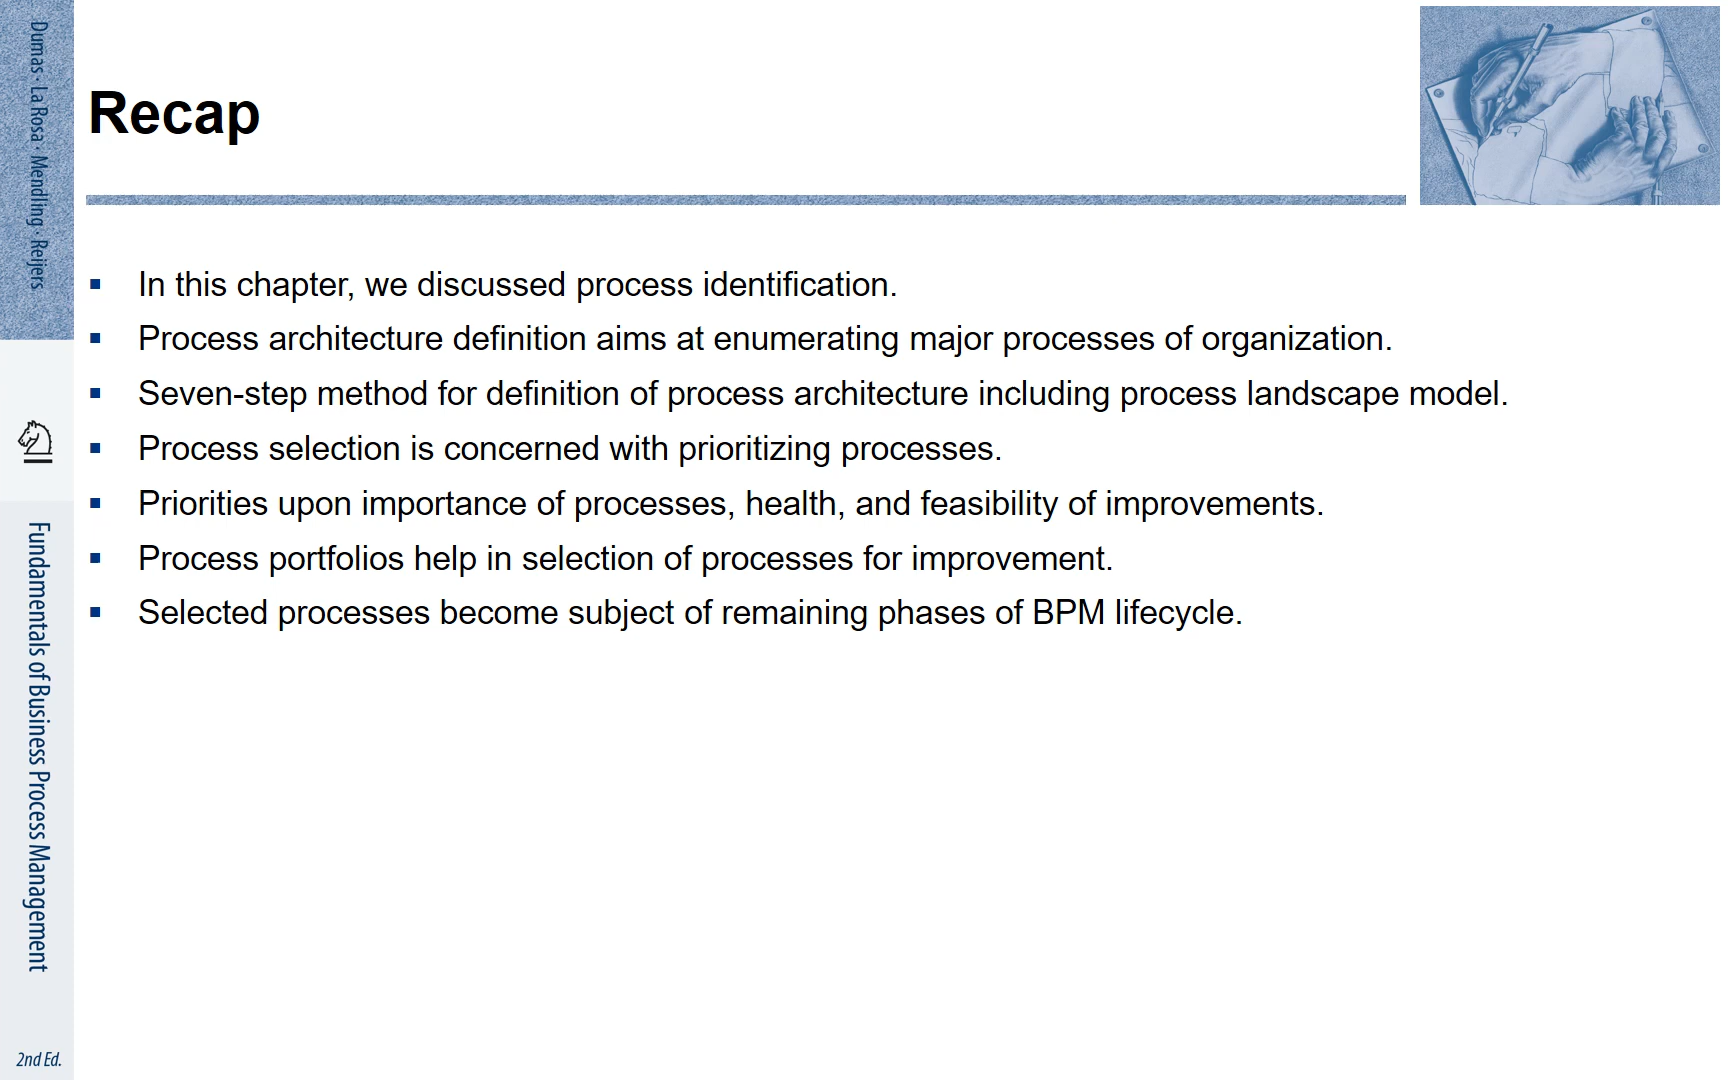 Dumas · La Rosa · Mendling · Reijers
Fundamentals of Business Process Management
2nd Ed.
Recap
▪ In this chapter, we discussed process identification.
▪ Process architecture definition aims at enumerating major processes of organization.
▪ Seven-step method for definition of process architecture including process landscape model.
▪ Process selection is concerned with prioritizing processes.
▪ Priorities upon importance of processes, health, and feasibility of improvements.
▪ Process portfolios help in selection of processes for improvement.
▪ Selected processes become subject of remaining phases of BPM lifecycle.